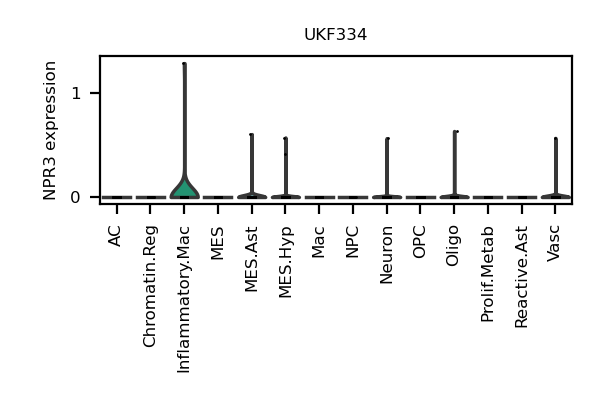 UKF334
NPR3 expression
1
0
AC
Chromatin.Reg
Inflammatory.Mac
MES
MES.Ast
MES.Hyp
Mac
NPC
Neuron
OPC
Oligo
Prolif.Metab
Reactive.Ast
Vasc